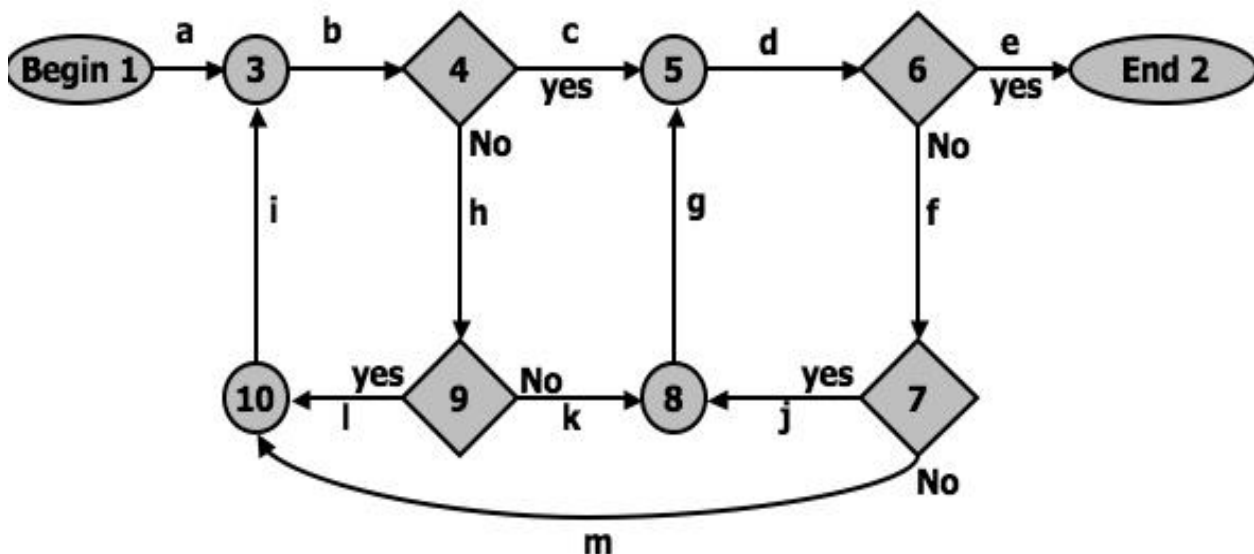 a b c d e
Begin 1 3 4 5 6 End 2
yes yes
No No
i h g f
yes No yes
10 9 8 7
l k j
No
m